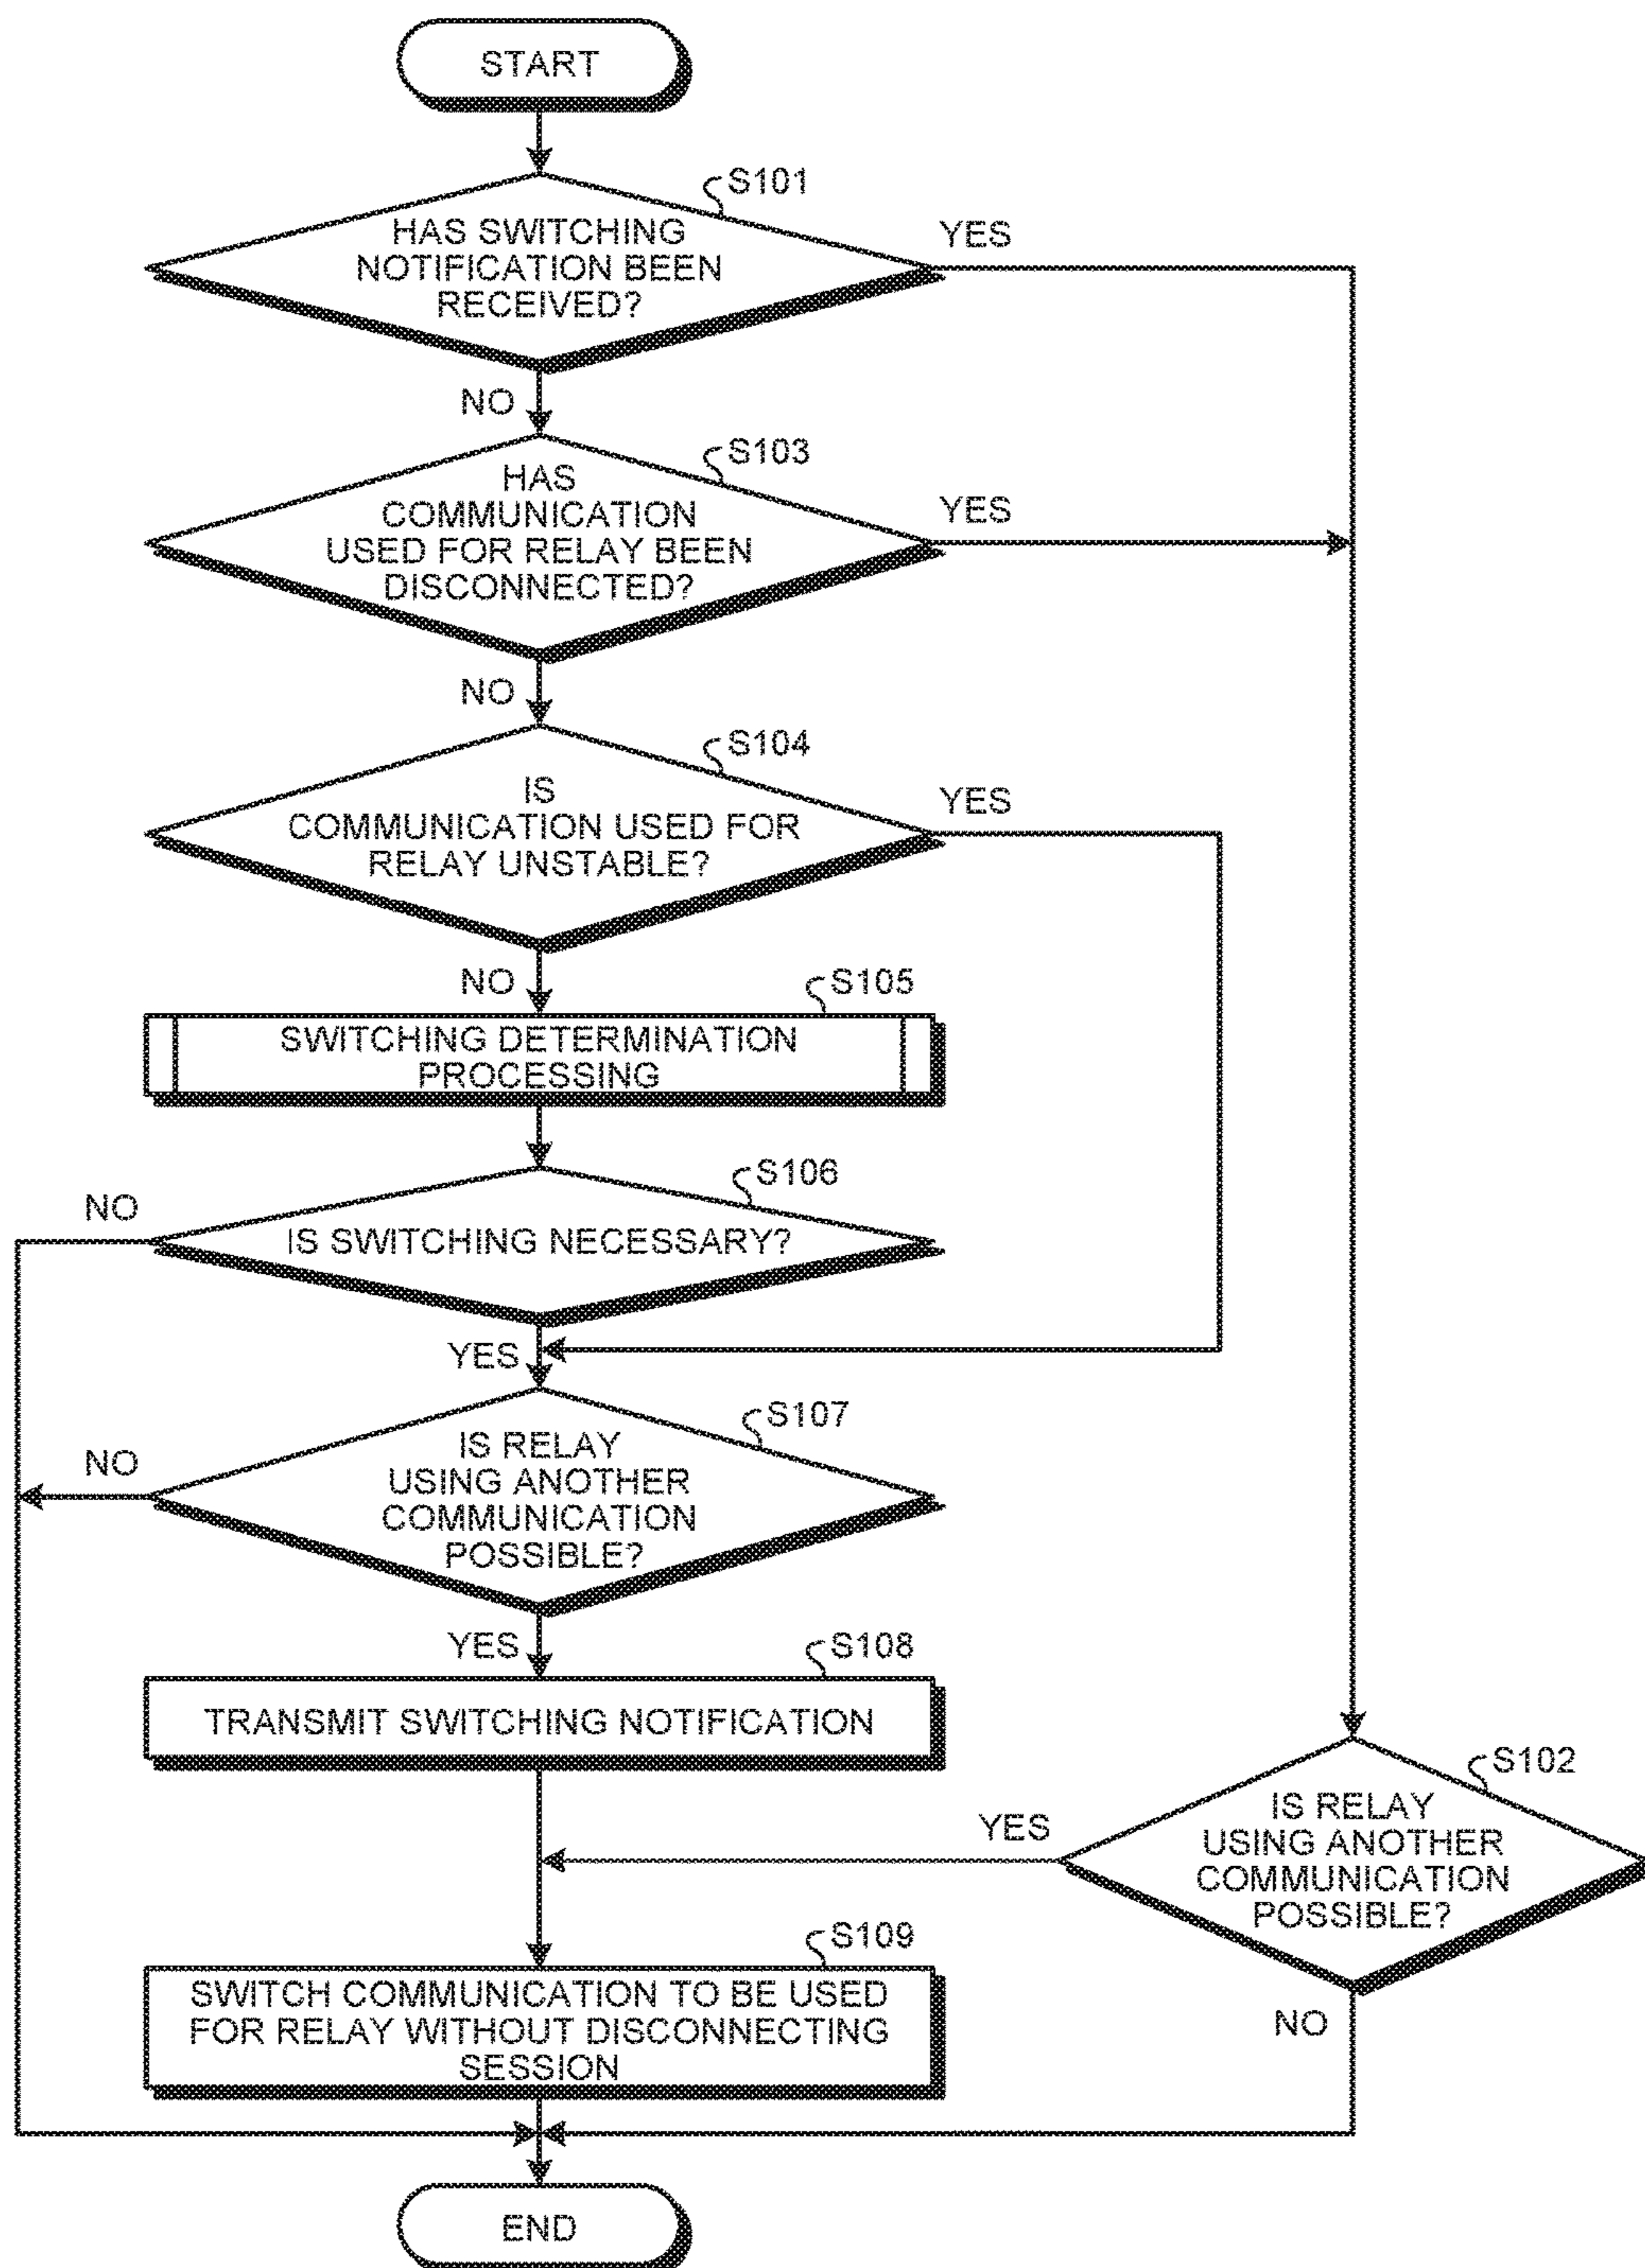 START
S101
HAS SWITCHING
NOTIFICATION BEEN
RECEIVED?
YES
NO
S103
HAS
COMMUNICATION
USED FOR RELAY BEEN
DISCONNECTED?
YES
NO
S104
IS
COMMUNICATION USED FOR
RELAY UNSTABLE?
YES
NO
S105
SWITCHING DETERMINATION
PROCESSING
S106
NO
IS SWITCHING NECESSARY?
YES
S107
NO
IS RELAY
USING ANOTHER
COMMUNICATION
POSSIBLE?
YES
S108
TRANSMIT SWITCHING NOTIFICATION
S102
YES
IS RELAY
USING ANOTHER
COMMUNICATION
POSSIBLE?
NO
S109
SWITCH COMMUNICATION TO BE USED
FOR RELAY WITHOUT DISCONNECTING
SESSION
END